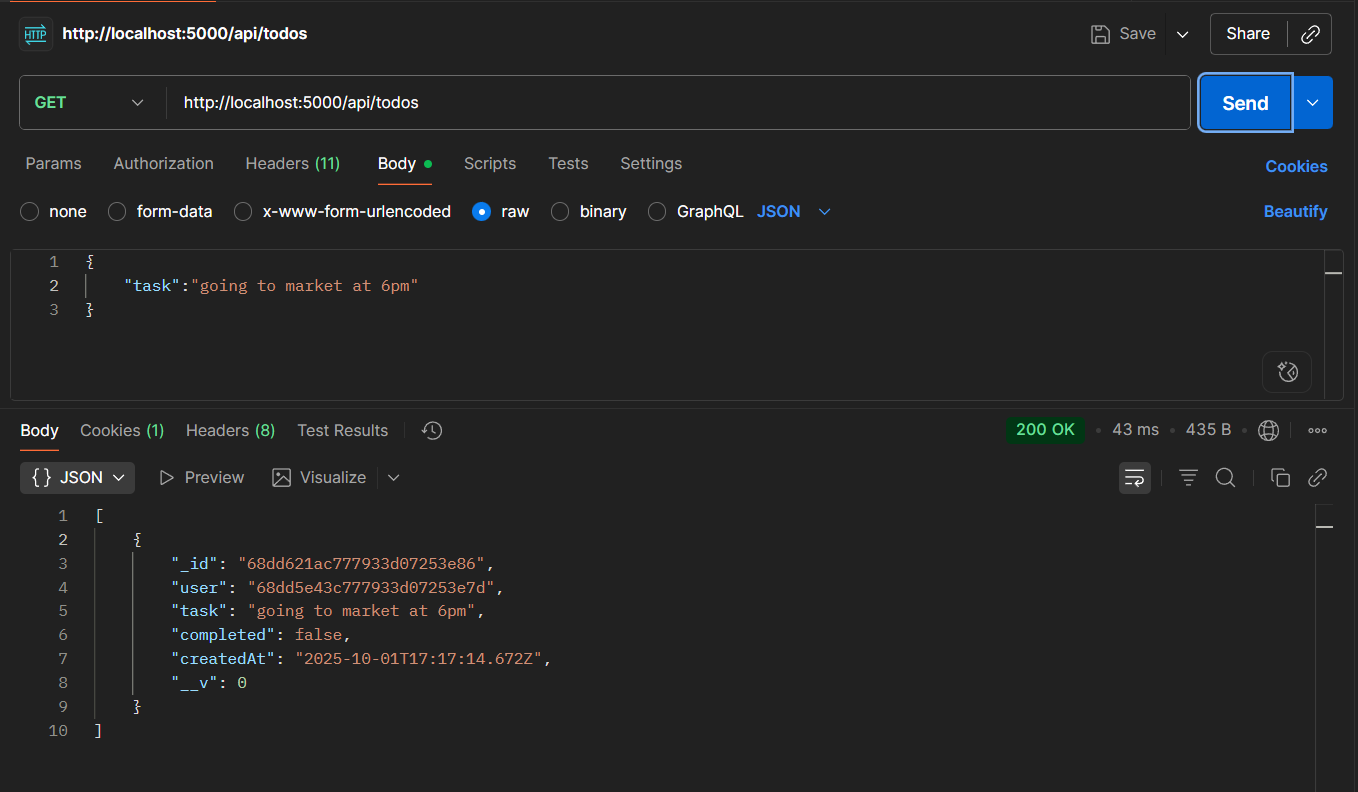 HTTP http://localhost:5000/api/todos Save Share
GET http://localhost:5000/api/todos Send
Params Authorization Headers (11) Body Scripts Tests Settings Cookies
none form-data x-www-form-urlencoded raw binary GraphQL JSON Beautify
1 {
2 "task":"going to market at 6pm"
3 }
Body Cookies (1) Headers (8) Test Results 200 OK • 43 ms • 435 B •
{} JSON Preview Visualize
1 [
2 {
3 "_id": "68dd621ac777933d07253e86",
4 "user": "68dd5e43c777933d07253e7d",
5 "task": "going to market at 6pm",
6 "completed": false,
7 "createdAt": "2025-10-01T17:17:14.672Z",
8 "__v": 0
9 }
10 ]